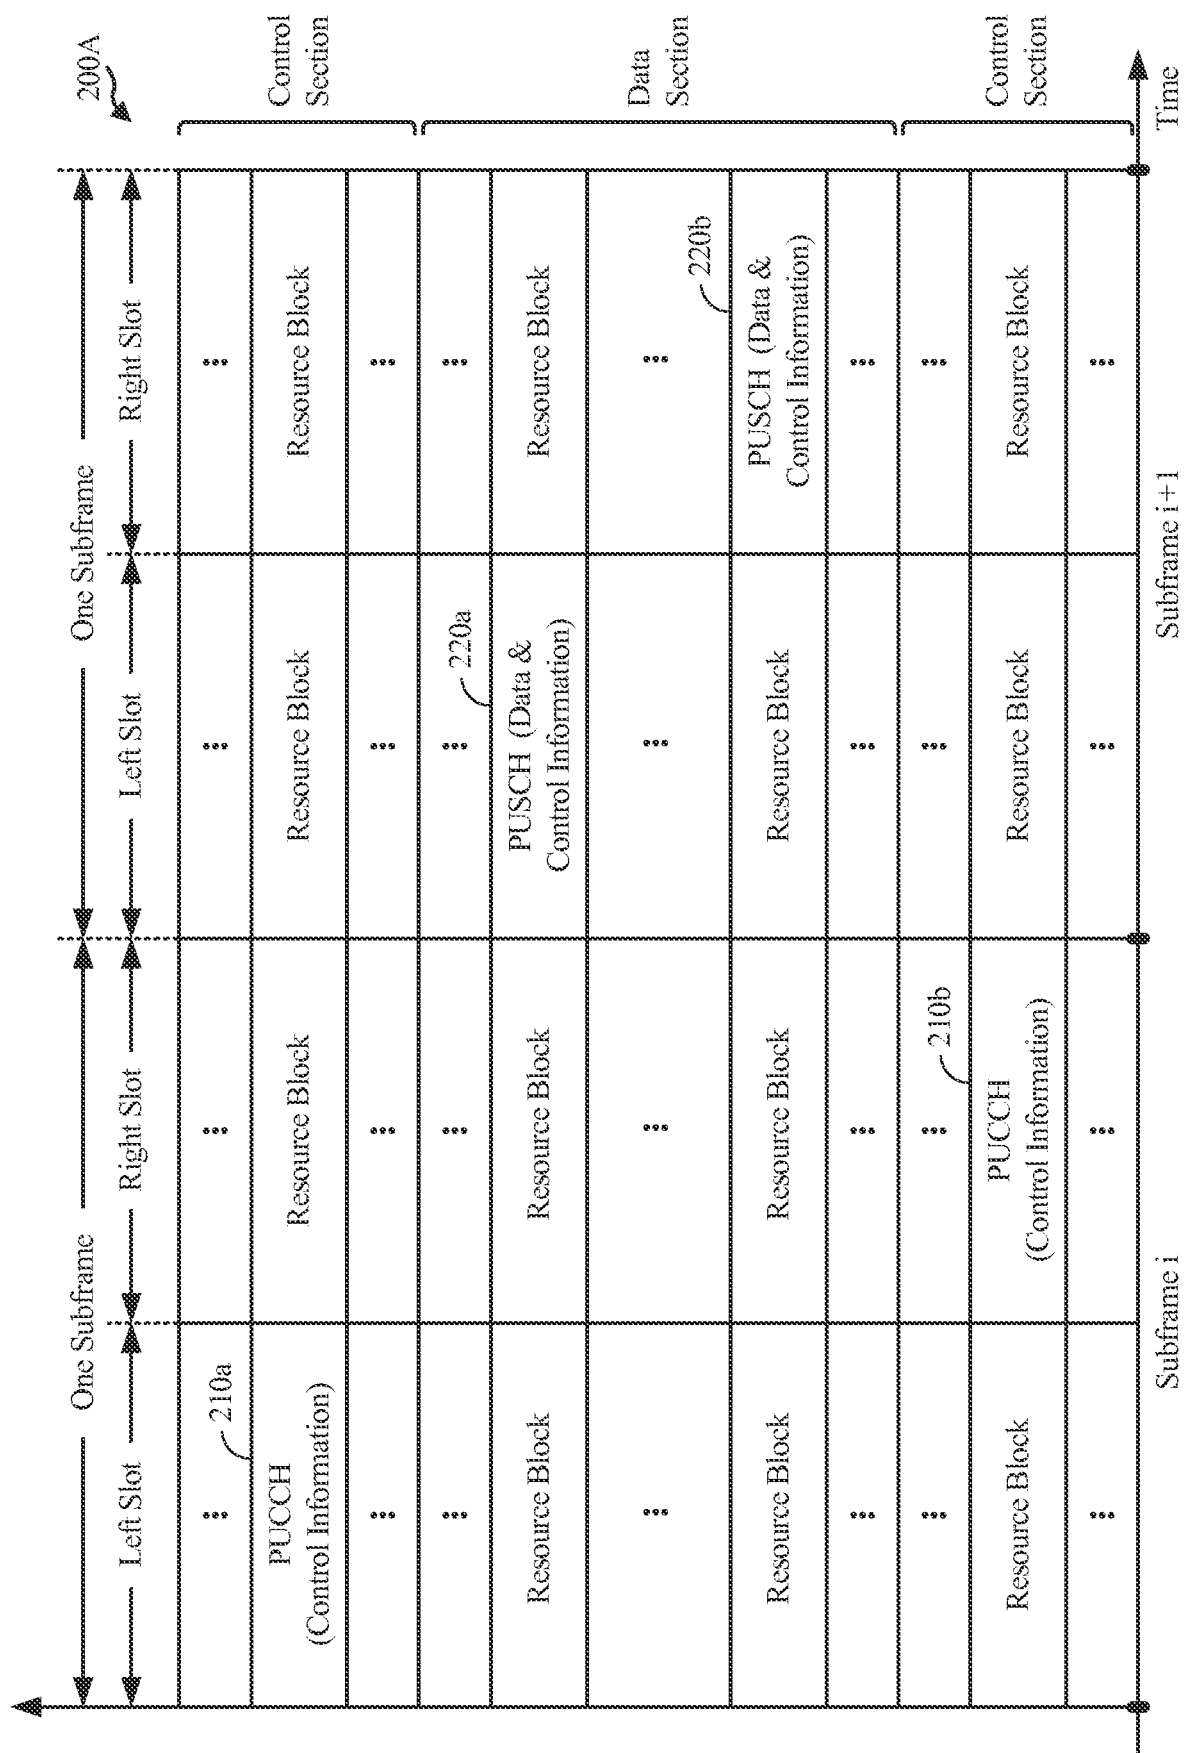 200A
One Subframe
One Subframe
Left Slot
Right Slot
Left Slot
Right Slot
...
...
...
...
210a
PUCCH
(Control Information)
Resource Block
Resource Block
Resource Block
Control
Section
...
...
...
...
...
...
...
...
220a
Resource Block
Resource Block
PUSCH (Data &
Control Information)
Resource Block
Data
Section
...
...
...
...
220b
Resource Block
Resource Block
Resource Block
PUSCH (Data &
Control Information)
...
...
...
...
...
...
...
...
210b
Resource Block
PUCCH
(Control Information)
Resource Block
Resource Block
Control
Section
...
...
...
...
Subframe i
Subframe i+1
Time